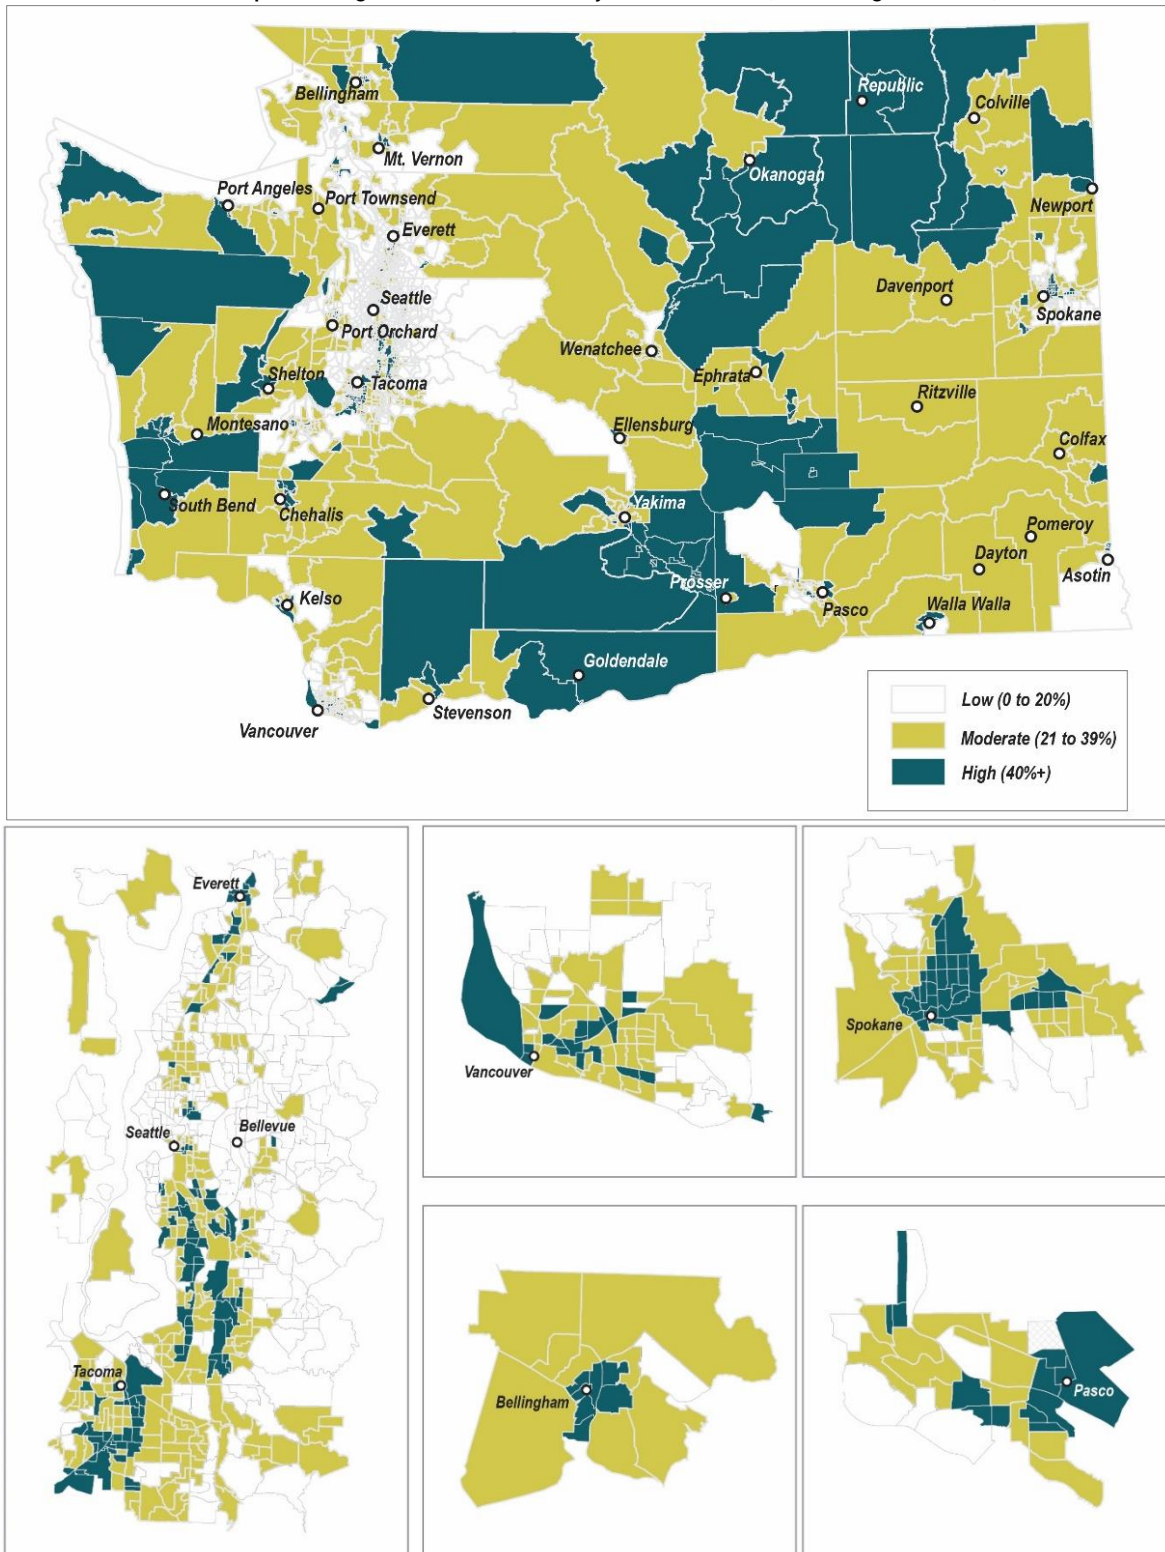 Bellingham
Mt. Vernon
Port Angeles
Port Townsend
Everett
Seattle
Port Orchard
Shelton
Tacoma
Montesano
South Bend
Chehalis
Kelso
Vancouver
Stevenson
Goldendale
Yakima
Prosser
Ellensburg
Wenatchee
Ephrata
Okanogan
Republic
Colville
Newport
Davenport
Spokane
Ritzville
Colfax
Pomeroy
Dayton
Asotin
Pasco
Walla Walla
Low (0 to 20%)
Moderate (21 to 39%)
High (40%+)
Everett
Seattle
Bellevue
Tacoma
Vancouver
Spokane
Bellingham
Pasco